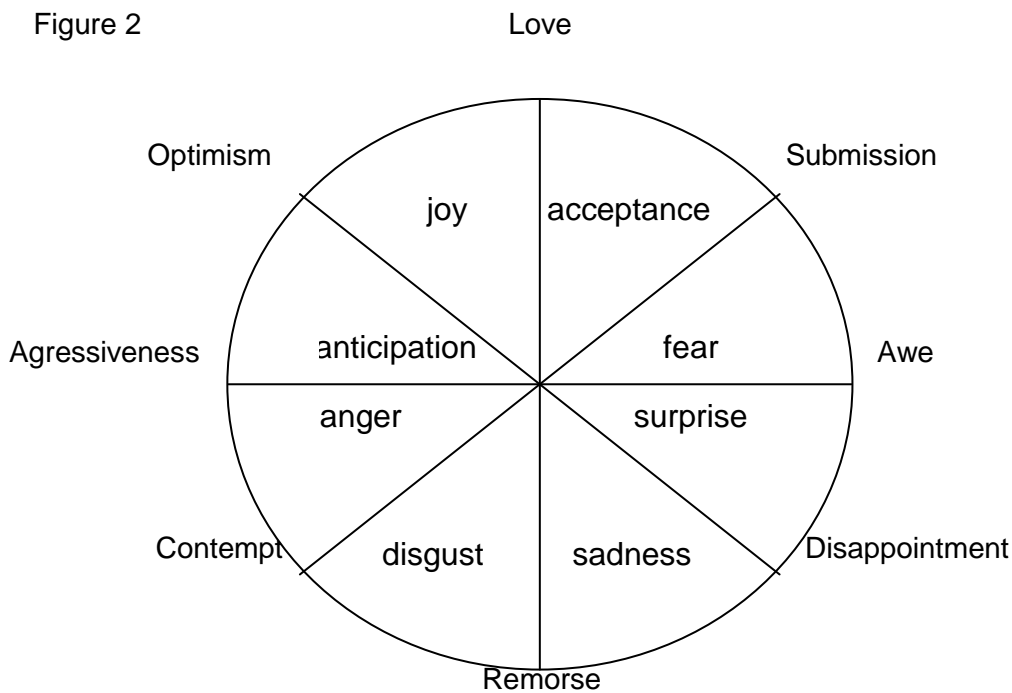 Figure 2
Love
Optimism
Submission
joy
acceptance
Agressiveness
anticipation
fear
Awe
anger
surprise
Contempt
disgust
sadness
Disappointment
Remorse